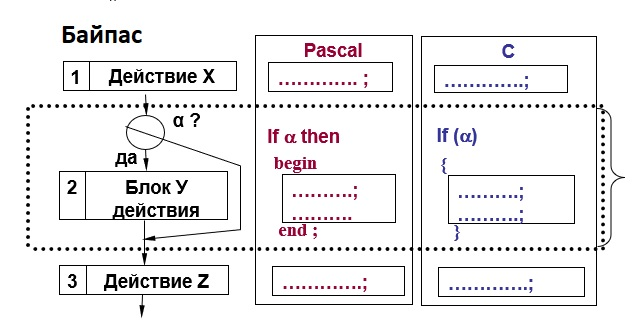 Байпас
Pascal
C
1 Действие X
…………. ;
………….;
α ?
If α then
If (α)
да
begin
{
2 Блок У
действия
……….;
……….
……….;
……….;
end ;
}
3 Действие Z
………….;
………….;